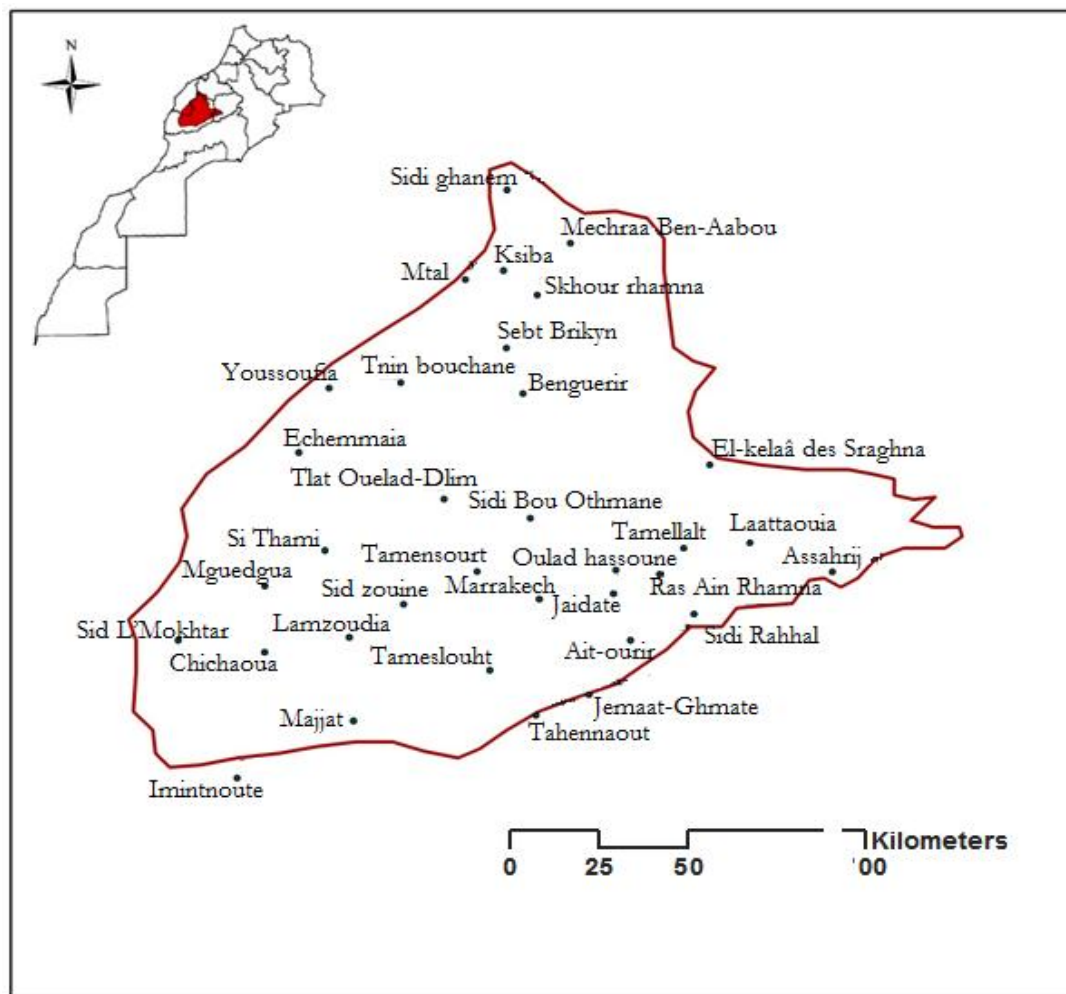 N
Sidi ghanem
Mechraa Ben-Aabou
Ksiba
Mtal
Skhour rhamna
Sebt Brikyn
Tnin bouchane
Youssoufia
Benguerir
Echemmaia
El-kelaâ des Sraghna
Tlat Ouelad-Dlim
Sidi Bou Othmane
Laattaouia
Tamellalt
Si Thami
Tamensourt
Oulad hassoune
Assahrij
Mguedgua
Sid zouine
Marrakech
Jaidate
Ras Ain Rhamna
Sid L'Mokhtar
Lamzoudia
Sidi Rahhal
Chichaoua
Tameslouht
Ait-ourir
Jemaat-Ghmate
Majjat
Tahennaout
Imintnoute
Kilometers
0 25 50 '00